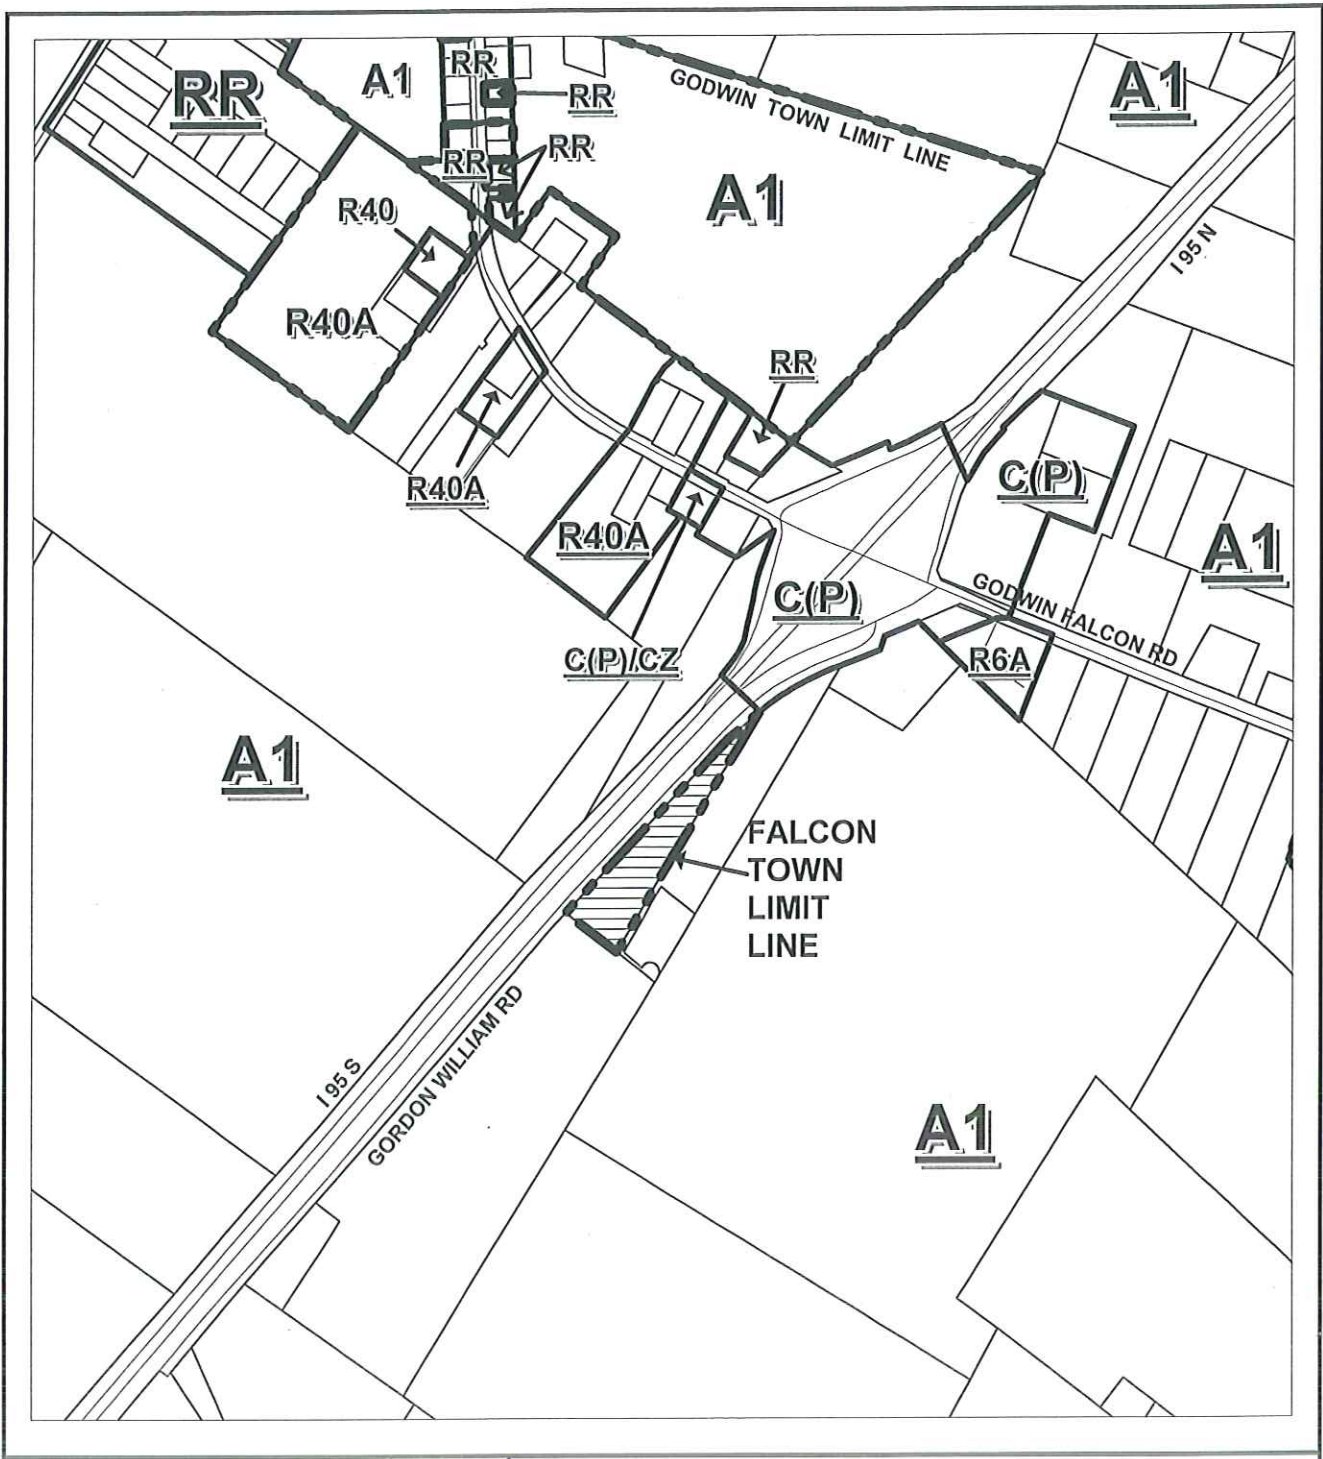 RR
A1
RR
RR
GODWIN TOWN LIMIT LINE
A1
RR
RR
R40
A1
I 95 N
R40A
RR
R40A
C(P)
R40A
A1
C(P)
GODWIN FALCON RD
C(P)/CZ
R6A
A1
FALCON
TOWN
LIMIT
LINE
I 95 S
GORDON WILLIAM RD
A1